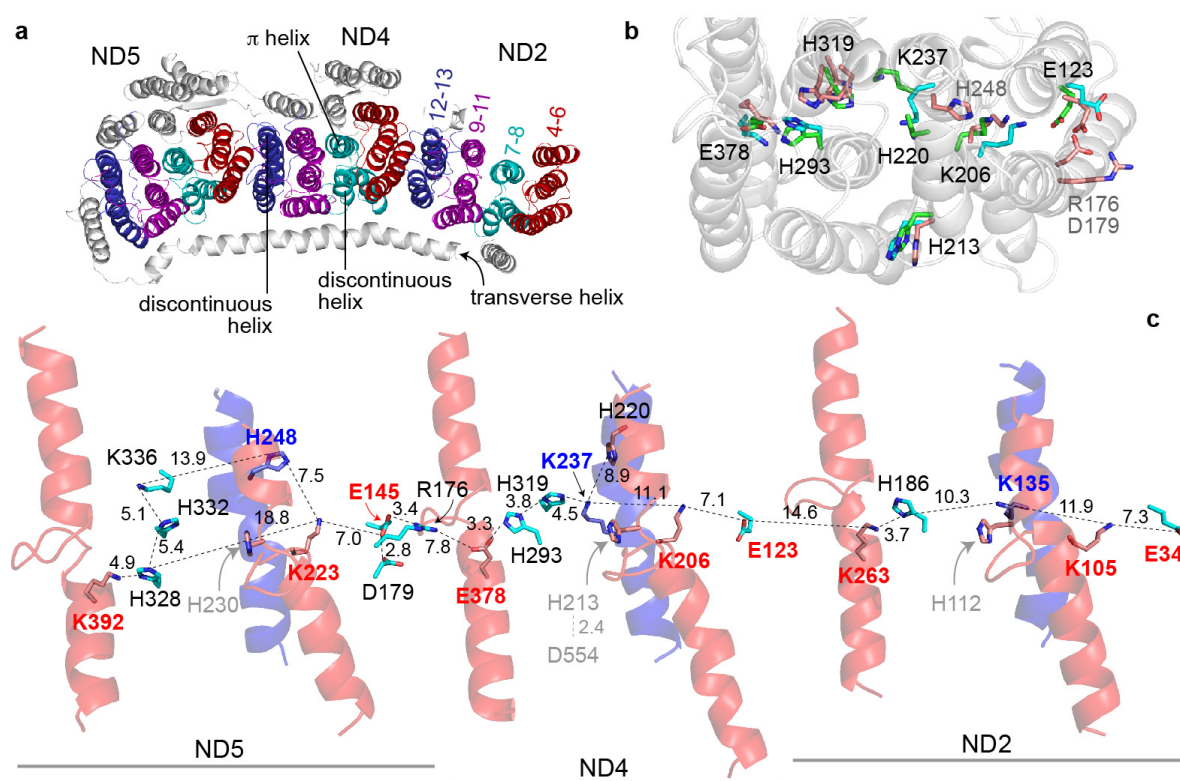 a
ND5
π helix
ND4
ND2
12-13
9-11
7-8
4-6
discontinuous
helix
discontinuous
helix
transverse helix
b
H319
K237
H248
E123
E378
H293
H220
K206
R176
D179
H213
c
K336
13.9
H248
7.5
5.1
H332
5.4
18.8
4.9
H328
K392
H230
K223
7.0
E145
3.4
R176
2.8
D179
7.8
3.3
E378
H319
3.8
H293
4.5
K237
H220
8.9
11.1
K206
H213
2.4
D554
7.1
E123
14.6
K263
3.7
H186
10.3
K135
11.9
H112
K105
7.3
E34
ND5
ND4
ND2